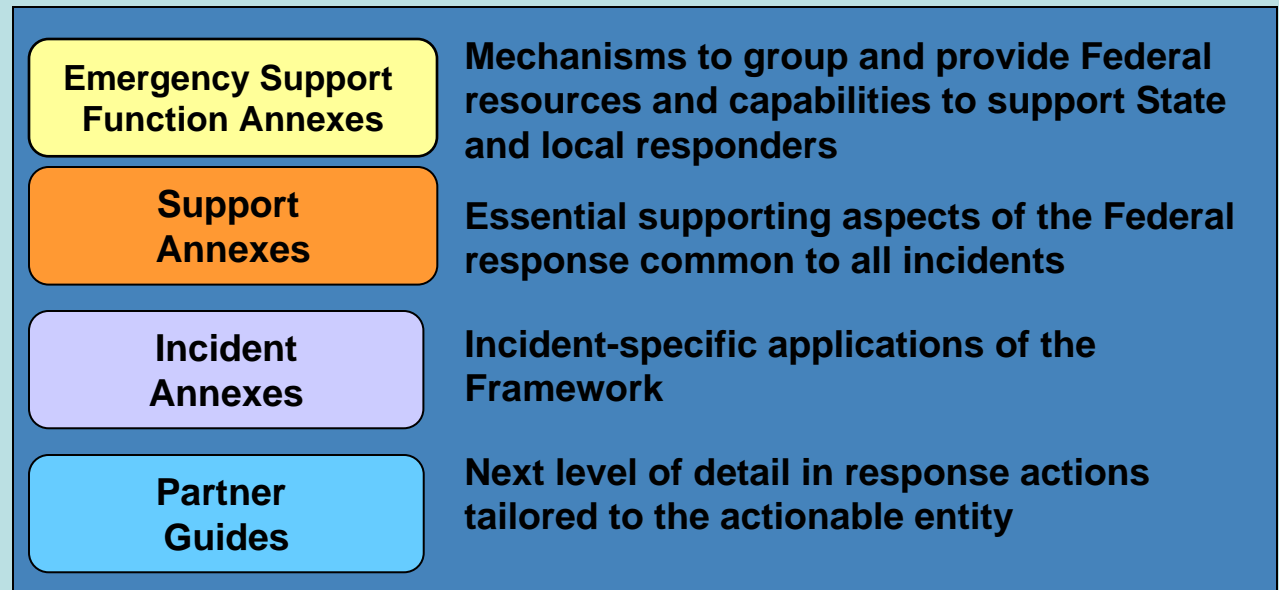 Emergency Support
Function Annexes
Mechanisms to group and provide Federal
resources and capabilities to support State
and local responders
Support
Annexes
Essential supporting aspects of the Federal
response common to all incidents
Incident
Annexes
Incident-specific applications of the
Framework
Partner
Guides
Next level of detail in response actions
tailored to the actionable entity